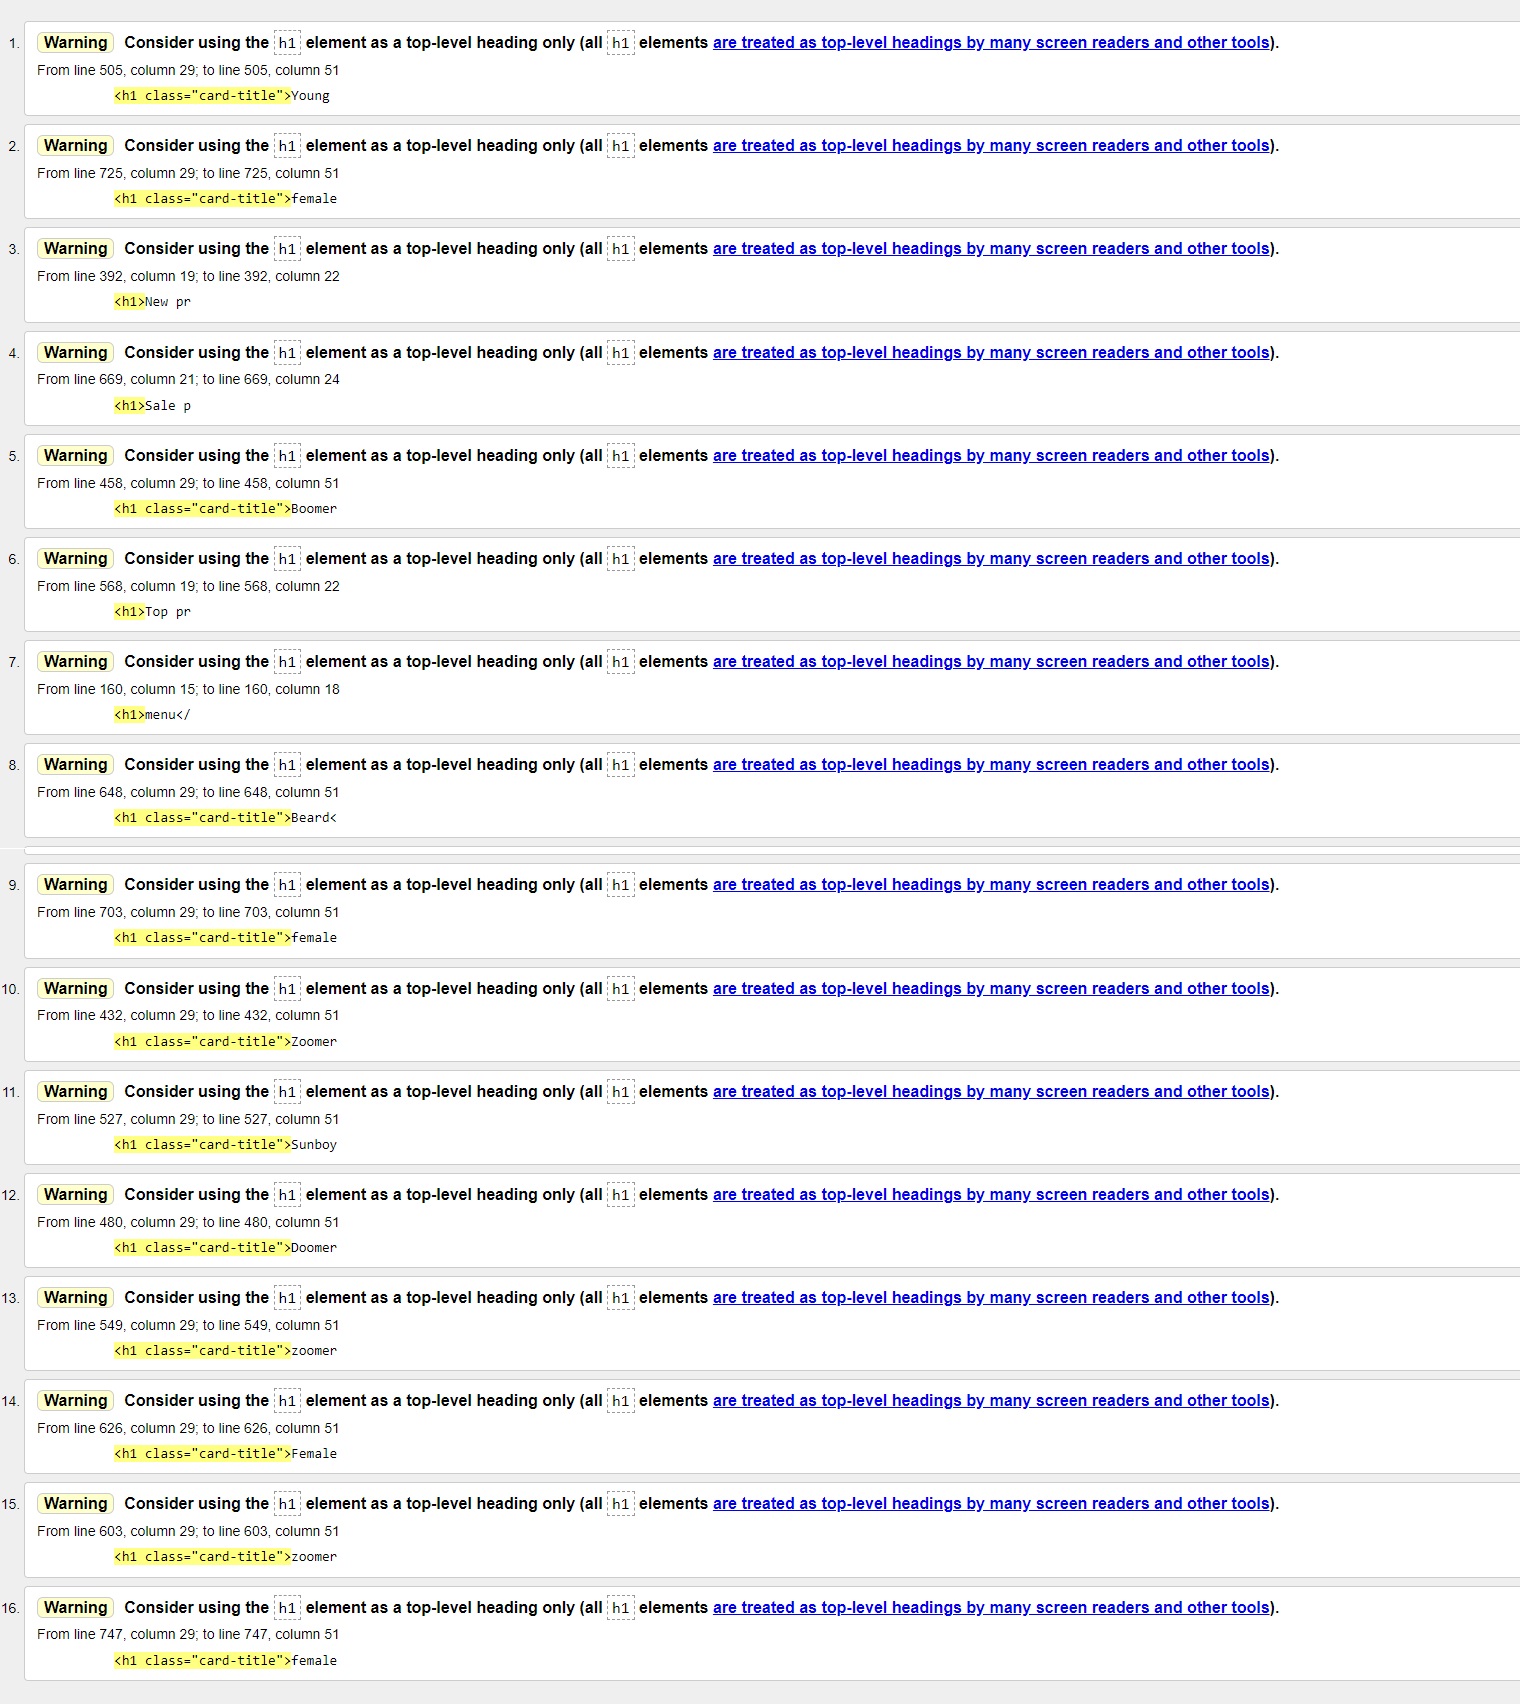 1. Warning Consider using the h1 element as a top-level heading only (all h1 elements are treated as top-level headings by many screen readers and other tools).
From line 505, column 29; to line 505, column 51
<h1 class="card-title">Young
2. Warning Consider using the h1 element as a top-level heading only (all h1 elements are treated as top-level headings by many screen readers and other tools).
From line 725, column 29; to line 725, column 51
<h1 class="card-title">female
3. Warning Consider using the h1 element as a top-level heading only (all h1 elements are treated as top-level headings by many screen readers and other tools).
From line 392, column 19; to line 392, column 22
<h1>New pr
4. Warning Consider using the h1 element as a top-level heading only (all h1 elements are treated as top-level headings by many screen readers and other tools).
From line 669, column 21; to line 669, column 24
<h1>Sale p
5. Warning Consider using the h1 element as a top-level heading only (all h1 elements are treated as top-level headings by many screen readers and other tools).
From line 458, column 29; to line 458, column 51
<h1 class="card-title">Boomer
6. Warning Consider using the h1 element as a top-level heading only (all h1 elements are treated as top-level headings by many screen readers and other tools).
From line 568, column 19; to line 568, column 22
<h1>Top pr
7. Warning Consider using the h1 element as a top-level heading only (all h1 elements are treated as top-level headings by many screen readers and other tools).
From line 160, column 15; to line 160, column 18
<h1>menu</
8. Warning Consider using the h1 element as a top-level heading only (all h1 elements are treated as top-level headings by many screen readers and other tools).
From line 648, column 29; to line 648, column 51
<h1 class="card-title">Beard<
9. Warning Consider using the h1 element as a top-level heading only (all h1 elements are treated as top-level headings by many screen readers and other tools).
From line 703, column 29; to line 703, column 51
<h1 class="card-title">female
10. Warning Consider using the h1 element as a top-level heading only (all h1 elements are treated as top-level headings by many screen readers and other tools).
From line 432, column 29; to line 432, column 51
<h1 class="card-title">Zoomer
11. Warning Consider using the h1 element as a top-level heading only (all h1 elements are treated as top-level headings by many screen readers and other tools).
From line 527, column 29; to line 527, column 51
<h1 class="card-title">Sunboy
12. Warning Consider using the h1 element as a top-level heading only (all h1 elements are treated as top-level headings by many screen readers and other tools).
From line 480, column 29; to line 480, column 51
<h1 class="card-title">Doomer
13. Warning Consider using the h1 element as a top-level heading only (all h1 elements are treated as top-level headings by many screen readers and other tools).
From line 549, column 29; to line 549, column 51
<h1 class="card-title">zoomer
14. Warning Consider using the h1 element as a top-level heading only (all h1 elements are treated as top-level headings by many screen readers and other tools).
From line 626, column 29; to line 626, column 51
<h1 class="card-title">Female
15. Warning Consider using the h1 element as a top-level heading only (all h1 elements are treated as top-level headings by many screen readers and other tools).
From line 603, column 29; to line 603, column 51
<h1 class="card-title">zoomer
16. Warning Consider using the h1 element as a top-level heading only (all h1 elements are treated as top-level headings by many screen readers and other tools).
From line 747, column 29; to line 747, column 51
<h1 class="card-title">female